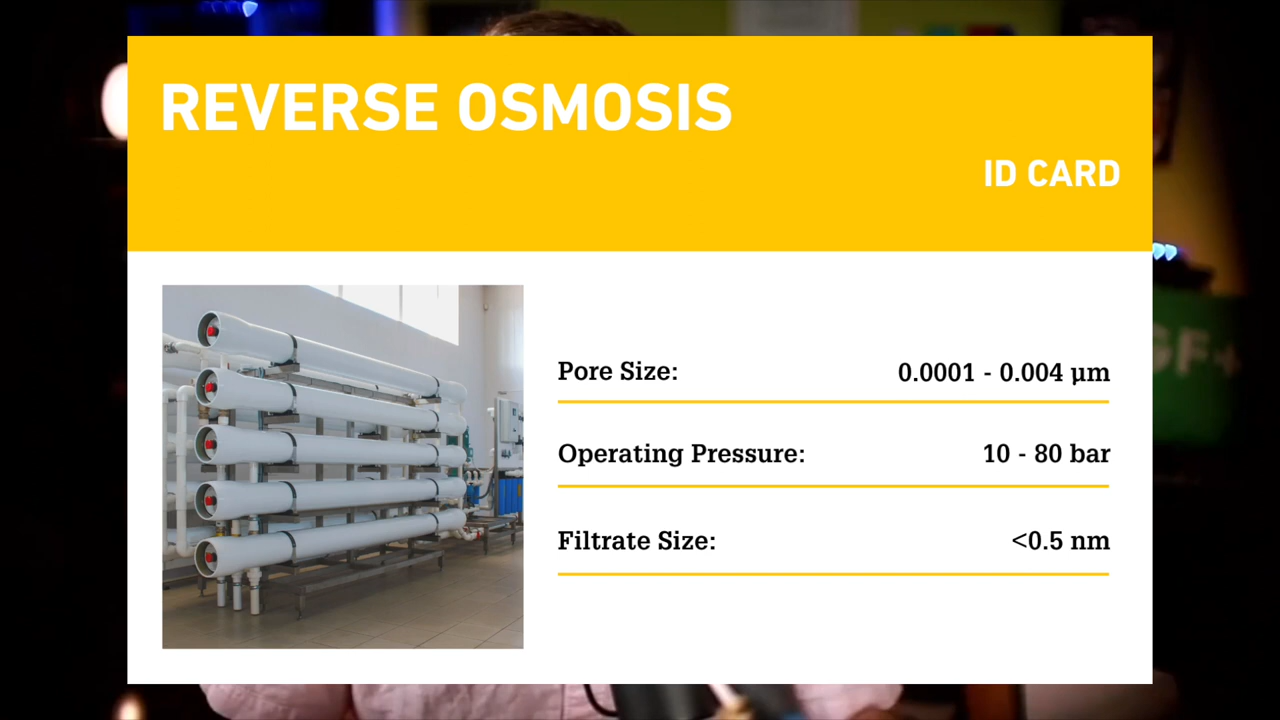 REVERSE OSMOSIS
ID CARD
Pore Size: 0.0001 - 0.004 µm
Operating Pressure: 10 - 80 bar
Filtrate Size: <0.5 nm
GF+